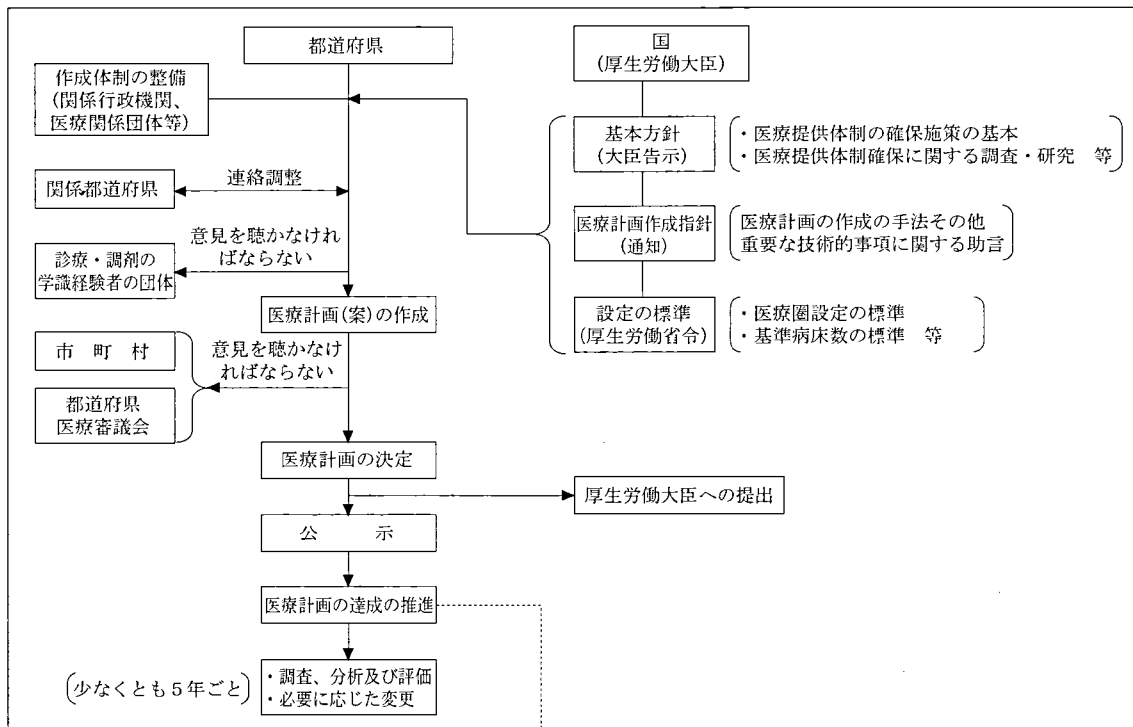 都道府県
国
(厚生労働大臣)
作成体制の整備
(関係行政機関、
医療関係団体等)
基本方針
(大臣告示)
・医療提供体制の確保施策の基本
・医療提供体制確保に関する調査・研究 等
関係都道府県
連絡調整
医療計画作成指針
(通知)
医療計画の作成の手法その他
重要な技術的事項に関する助言
診療・調剤の
学識経験者の団体
意見を聴かなけれ
ばならない
医療計画(案)の作成
設定の標準
(厚生労働省令)
・医療圏設定の標準
・基準病床数の標準 等
市町村
都道府県
医療審議会
意見を聴かなけ
ればならない
医療計画の決定
厚生労働大臣への提出
公示
医療計画の達成の推進
(少なくとも5年ごと)
・調査、分析及び評価
・必要に応じた変更